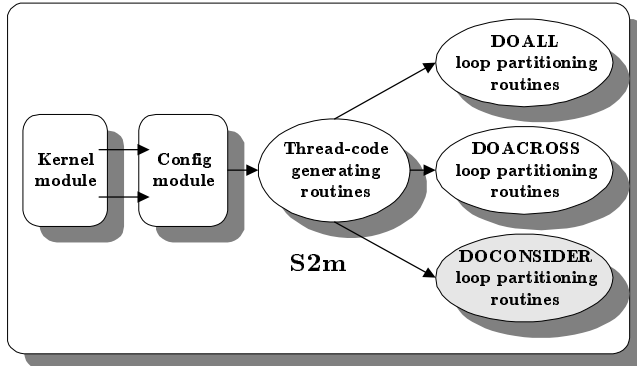 Kernel
module
Config
module
Thread-code
generating
routines
S2m
DOALL
loop partitioning
routines
DOACROSS
loop partitioning
routines
DOCONSIDER
loop partitioning
routines